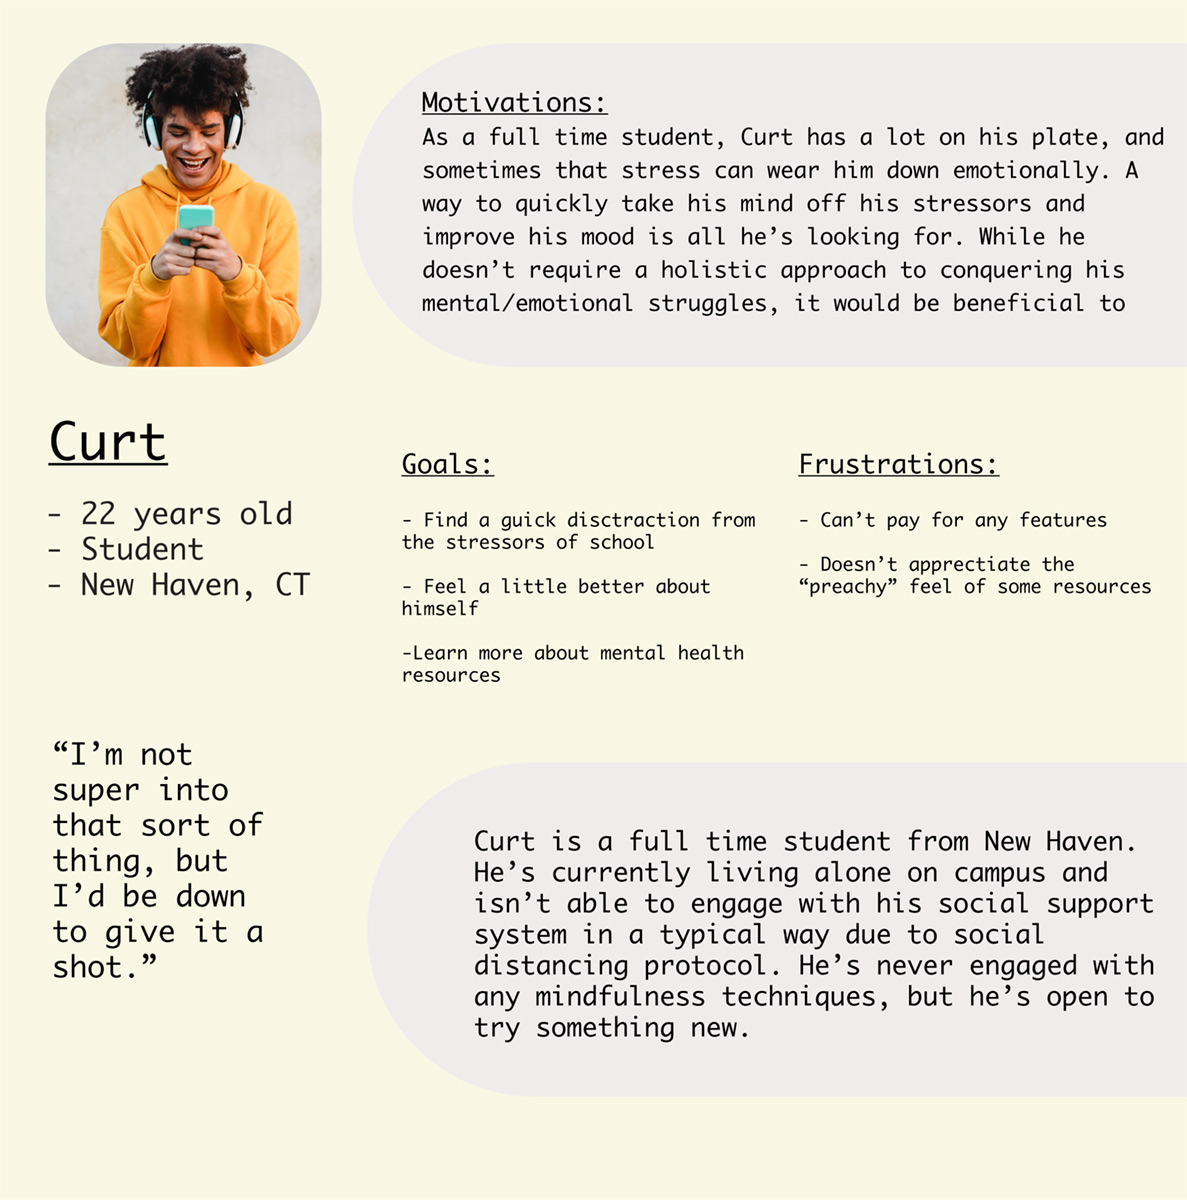 Motivations:
As a full time student, Curt has a lot on his plate, and
sometimes that stress can wear him down emotionally. A
way to quickly take his mind off his stressors and
improve his mood is all he’s looking for. While he
doesn’t require a holistic approach to conquering his
mental/emotional struggles, it would be beneficial to
Curt
- 22 years old
- Student
- New Haven, CT
Goals:
- Find a guick disctraction from
the stressors of school
- Feel a little better about
himself
-Learn more about mental health
resources
Frustrations:
- Can’t pay for any features
- Doesn’t apprectiate the
“preachy” feel of some resources
“I’m not
super into
that sort of
thing, but
I’d be down
to give it a
shot.”
Curt is a full time student from New Haven.
He’s currently living alone on campus and
isn’t able to engage with his social support
system in a typical way due to social
distancing protocol. He’s never engaged with
any mindfulness techniques, but he’s open to
try something new.